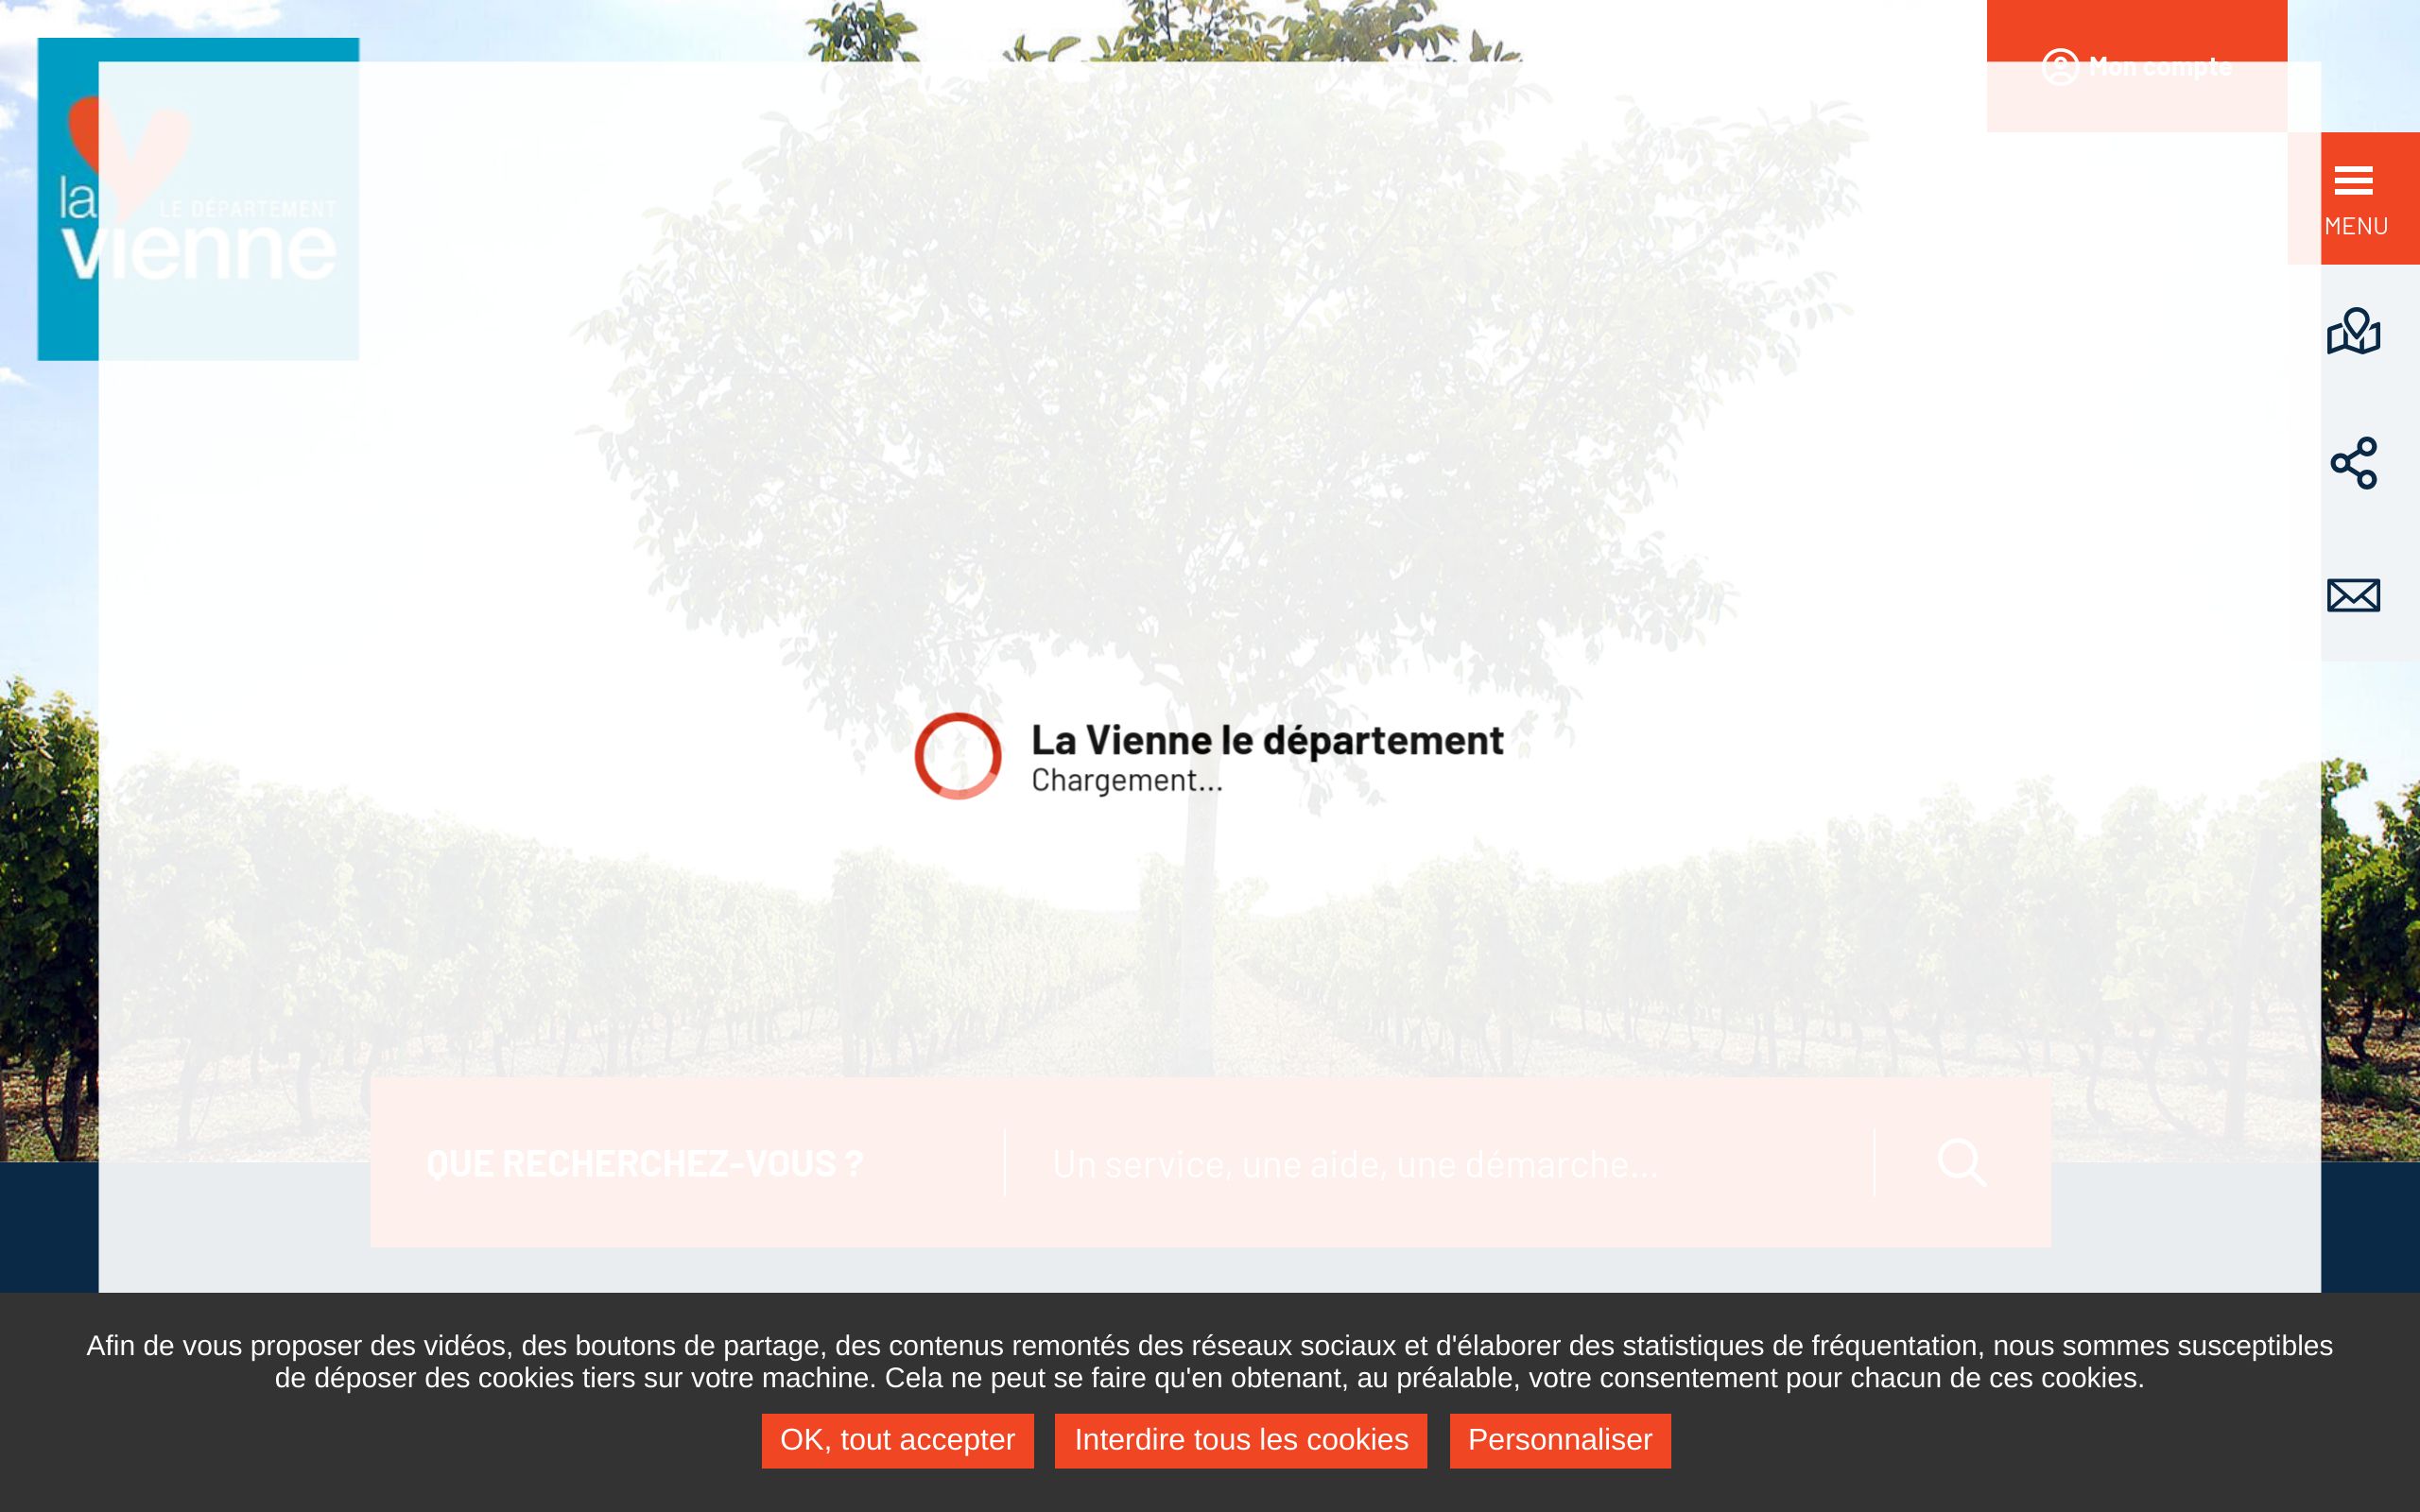 Mon compte
la
LE DÉPARTEMENT
vienne
MENU
La Vienne le département
Chargement...
QUE RECHERCHEZ-VOUS ?
Un service, une aide, une démarche...
Afin de vous proposer des vidéos, des boutons de partage, des contenus remontés des réseaux sociaux et d'élaborer des statistiques de fréquentation, nous sommes susceptibles
de déposer des cookies tiers sur votre machine. Cela ne peut se faire qu'en obtenant, au préalable, votre consentement pour chacun de ces cookies.
OK, tout accepter
Interdire tous les cookies
Personnaliser